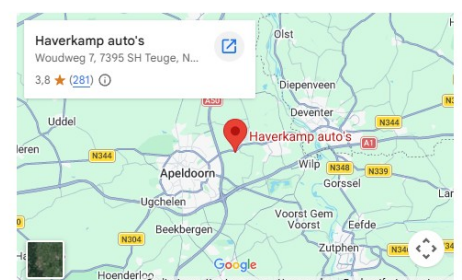 Haverkamp auto's
Woudweg 7, 7395 SH Teuge, N...
3,8 ★ (281)
Olst
Diepenveen
Deventer
N344
A50
Uddel
N344
Haverkamp auto's
A1
Apeldoorn
Wilp
N348
N339
Gorssel
Ugchelen
Voorst Gem
Voorst
Eefde
Beekbergen
N304
Zutphen
Google